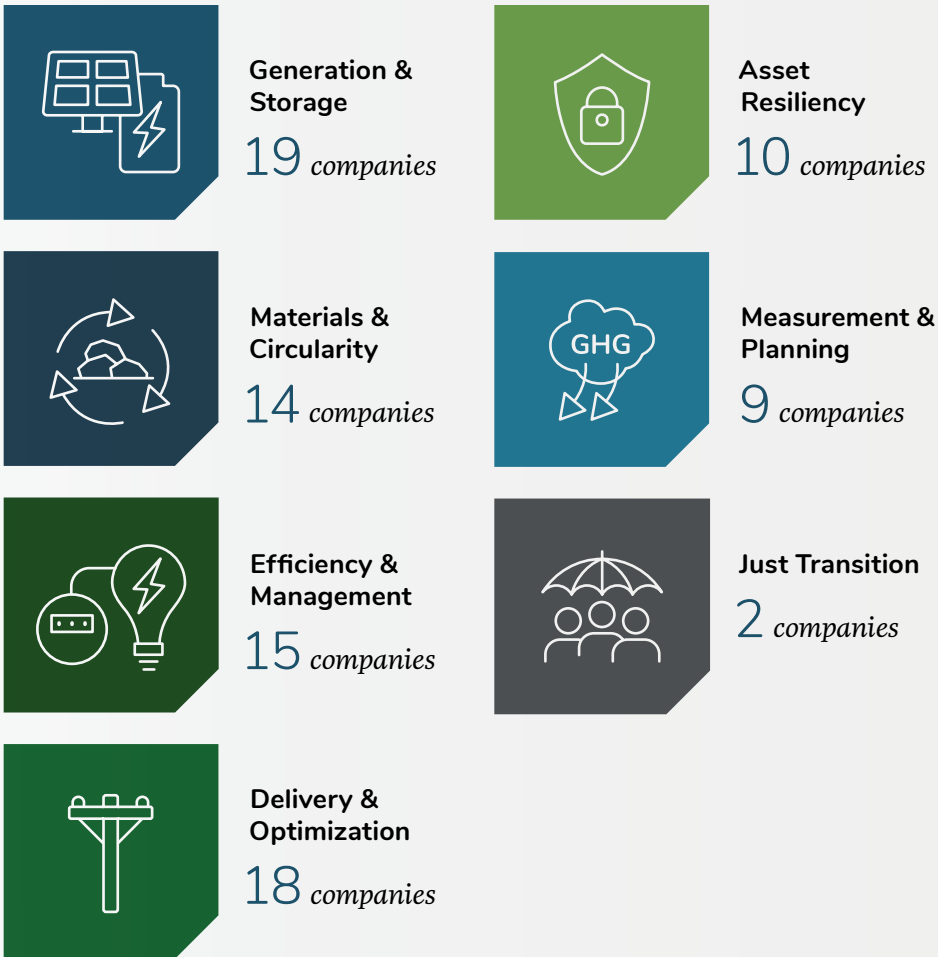 Generation &
Storage
19 companies
Materials &
Circularity
14 companies
Efficiency &
Management
15 companies
Delivery &
Optimization
18 companies
Asset
Resiliency
10 companies
GHG
Measurement &
Planning
9 companies
Just Transition
2 companies